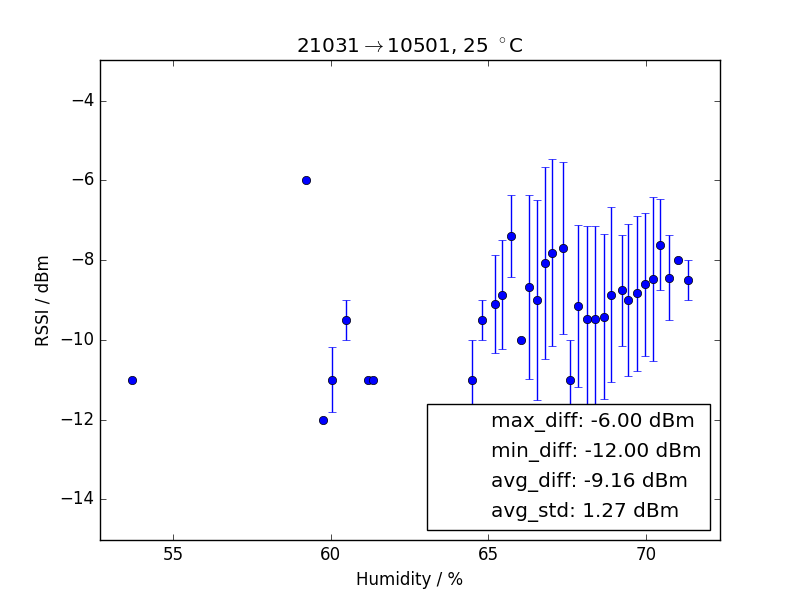 21031→10501, 25 °C
RSSI / dBm
−4
−6
−8
−10
−12
−14
max_diff: -6.00 dBm
min_diff: -12.00 dBm
avg_diff: -9.16 dBm
avg_std: 1.27 dBm
55 60 65 70
Humidity / %